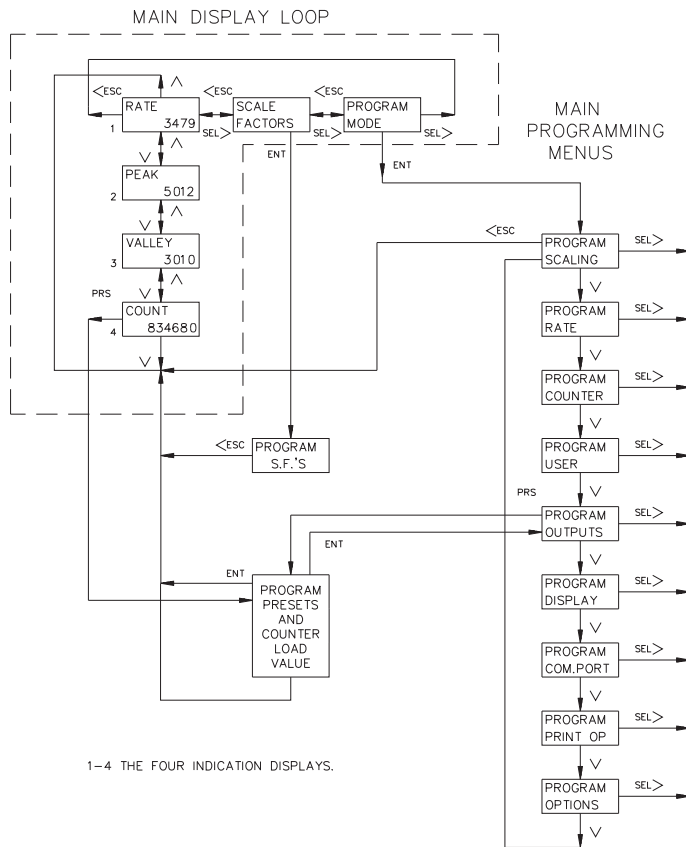 MAIN DISPLAY LOOP
<ESC
<ESC
<ESC
RATE
3479
1
SCALE
FACTORS
PROGRAM
MODE
SEL>
SEL>
SEL>
ENT
ENT
PEAK
5012
2
VALLEY
3010
3
PRS
COUNT
834680
4
MAIN
PROGRAMMING
MENUS
<ESC
PROGRAM
SCALING
SEL>
PROGRAM
RATE
SEL>
PROGRAM
COUNTER
SEL>
<ESC
PROGRAM
S.F.'S
PROGRAM
USER
SEL>
PRS
PROGRAM
OUTPUTS
SEL>
ENT
ENT
PROGRAM
PRESETS
AND
COUNTER
LOAD
VALUE
PROGRAM
DISPLAY
SEL>
PROGRAM
COM.PORT
SEL>
PROGRAM
PRINT OP
SEL>
PROGRAM
OPTIONS
SEL>
1-4 THE FOUR INDICATION DISPLAYS.